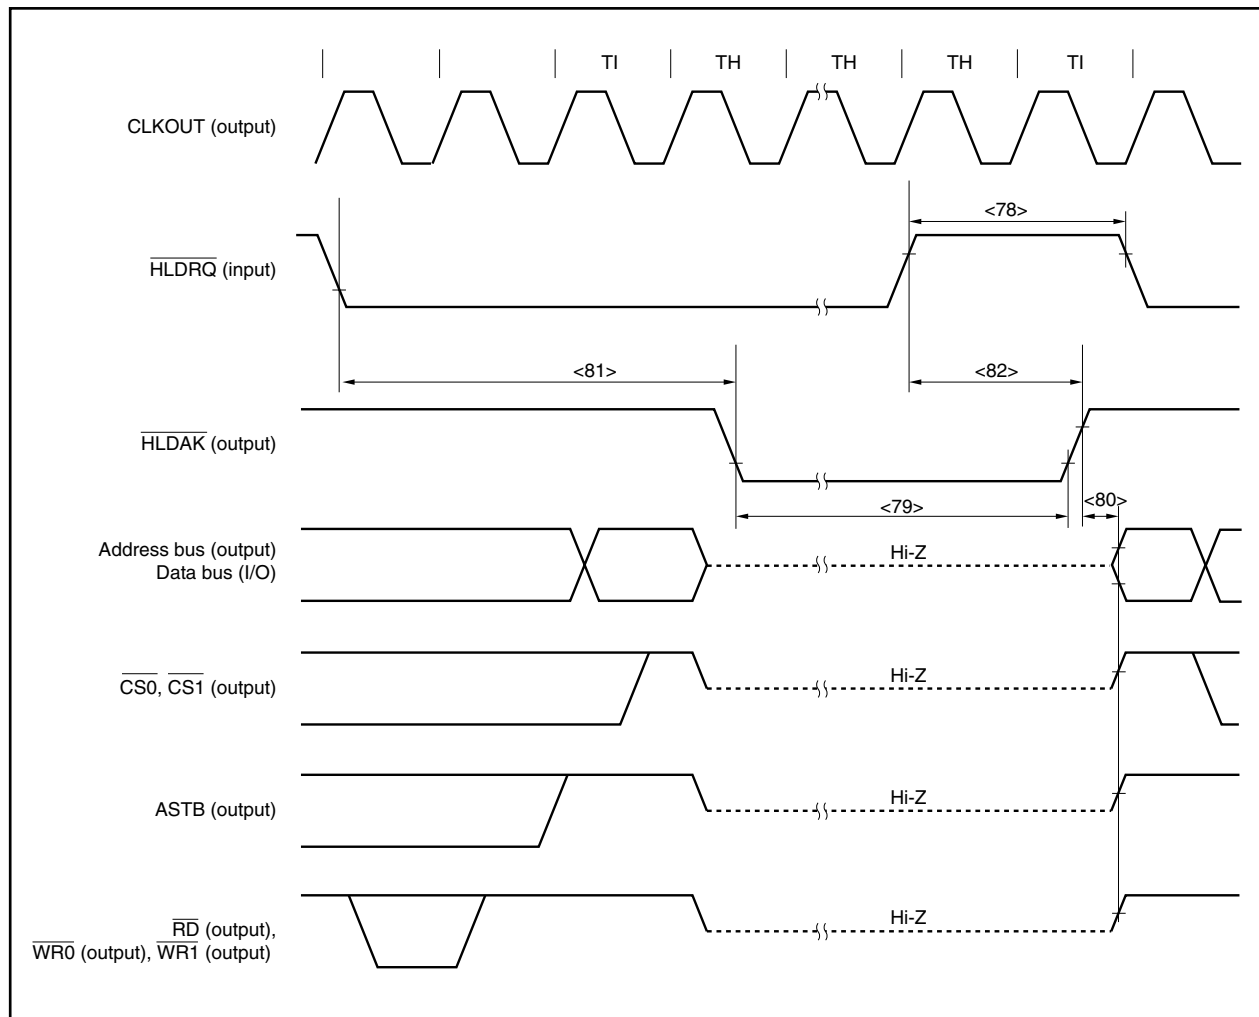 TI TH TH TH TI
CLKOUT (output)
<78>
HLDRQ (input)
<81> <82>
HLDAK (output)
<79> <80>
Address bus (output)
Data bus (I/O)
Hi-Z
CS0, CS1 (output)
Hi-Z
ASTB (output)
Hi-Z
RD (output),
WR0 (output), WR1 (output)
Hi-Z